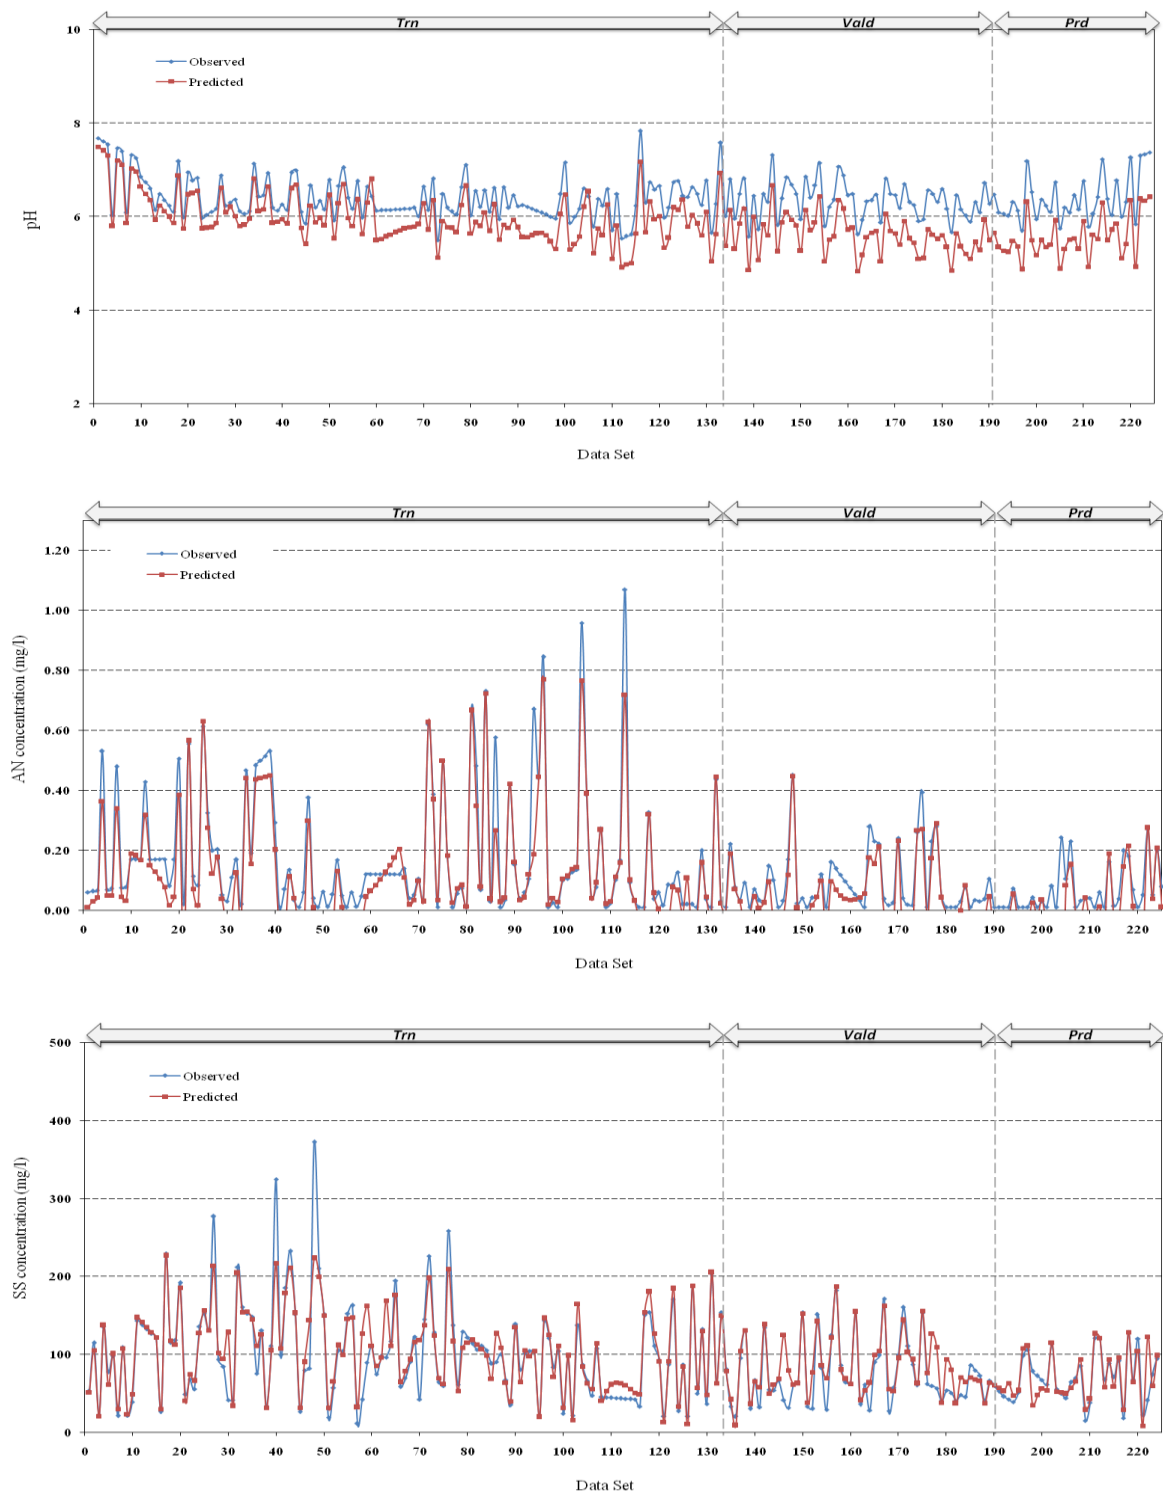 Trn Vald Prd
10
Observed
Predicted
8
6
4
2
pH
0 10 20 30 40 50 60 70 80 90 100 110 120 130 140 150 160 170 180 190 200 210 220
Data Set
Trn Vald Prd
1.20
Observed
Predicted
1.00
0.80
0.60
0.40
0.20
0.00
AN concentration (mg/l)
0 10 20 30 40 50 60 70 80 90 100 110 120 130 140 150 160 170 180 190 200 210 220
Data Set
Trn Vald Prd
500
Observed
Predicted
400
300
200
100
0
SS concentration (mg/l)
0 10 20 30 40 50 60 70 80 90 100 110 120 130 140 150 160 170 180 190 200 210 220
Data Set